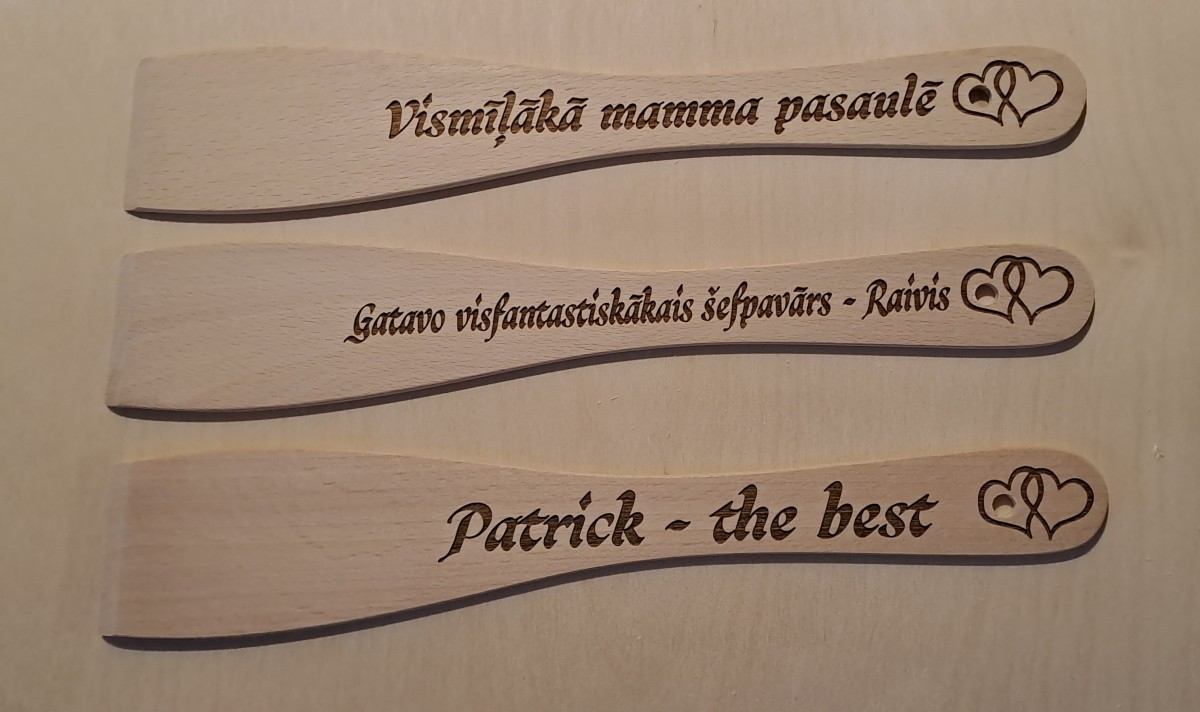 Vismīļākā mamma pasaulē
Gatavo visfantastiskākais šefpavārs - Raivis
Patrick - the best